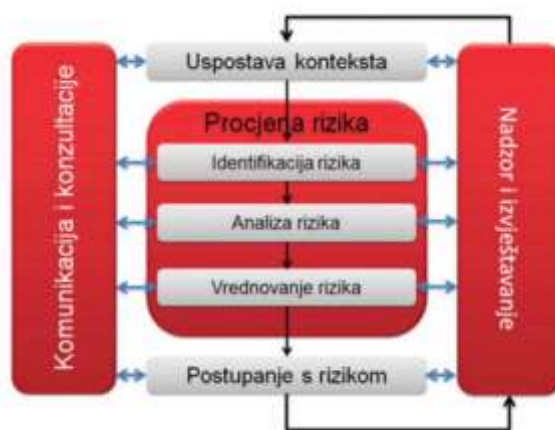 Komunikacija i konzultacije
Uspostava konteksta
Procjena rizika
Identifikacija rizika
Analiza rizika
Vrednovanje rizika
Postupanje s rizikom
Nadzor i izvještavanje